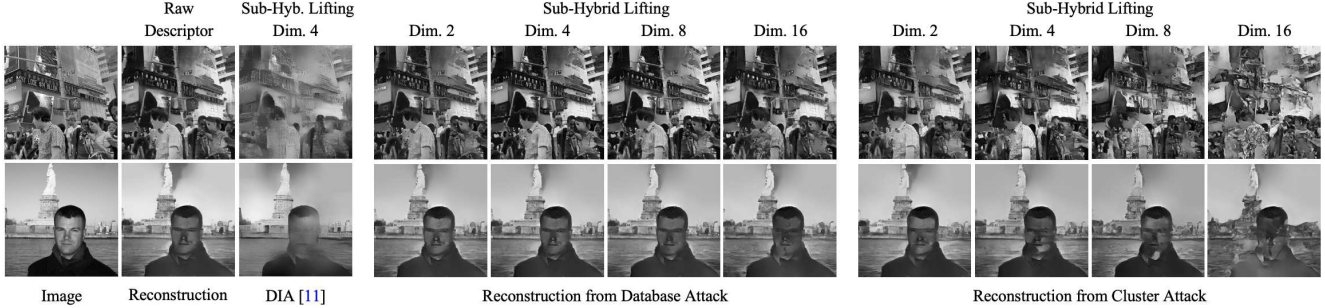 Raw Descriptor
Sub-Hyb. Lifting Dim. 4
Sub-Hybrid Lifting
Dim. 2 Dim. 4 Dim. 8 Dim. 16
Sub-Hybrid Lifting
Dim. 2 Dim. 4 Dim. 8 Dim. 16
Image
Reconstruction
DIA [11]
Reconstruction from Database Attack
Reconstruction from Cluster Attack